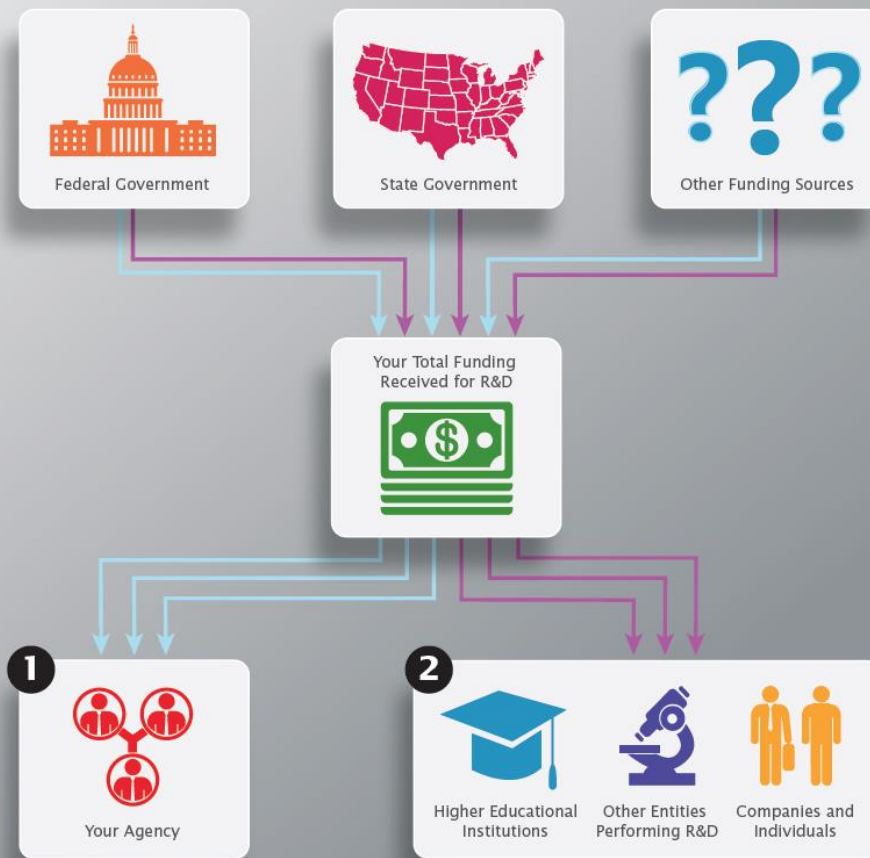 Federal Government
State Government
???
Other Funding Sources
Your Total Funding
Received for R&D
$
1
Your Agency
2
Higher Educational
Institutions
Other Entities
Performing R&D
Companies and
Individuals